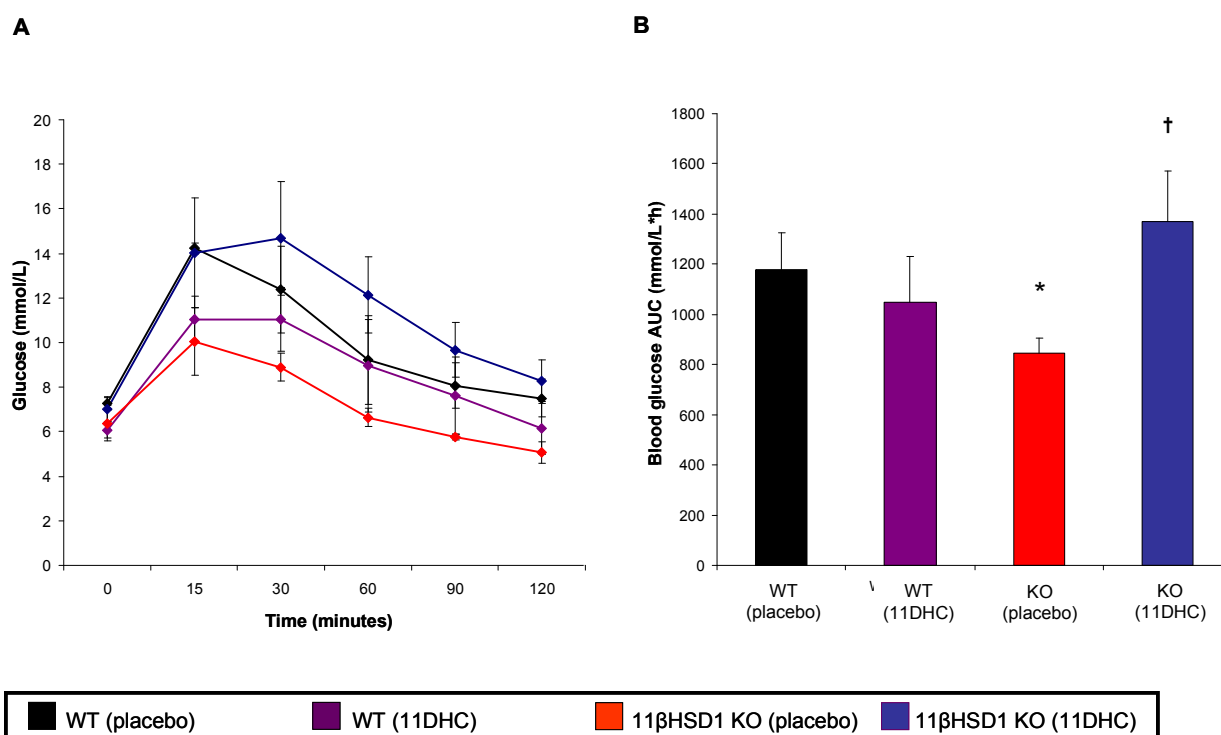 A
B
Glucose (mmol/L)
20
18
16
14
12
10
8
6
4
2
0
0 15 30 60 90 120
Time (minutes)
Blood glucose AUC (mmol/L*h)
1800
1600
1400
1200
1000
800
600
400
200
0
†
*
WT WT KO KO
(placebo) (11DHC) (placebo) (11DHC)
WT (placebo) WT (11DHC) 11βHSD1 KO (placebo) 11βHSD1 KO (11DHC)